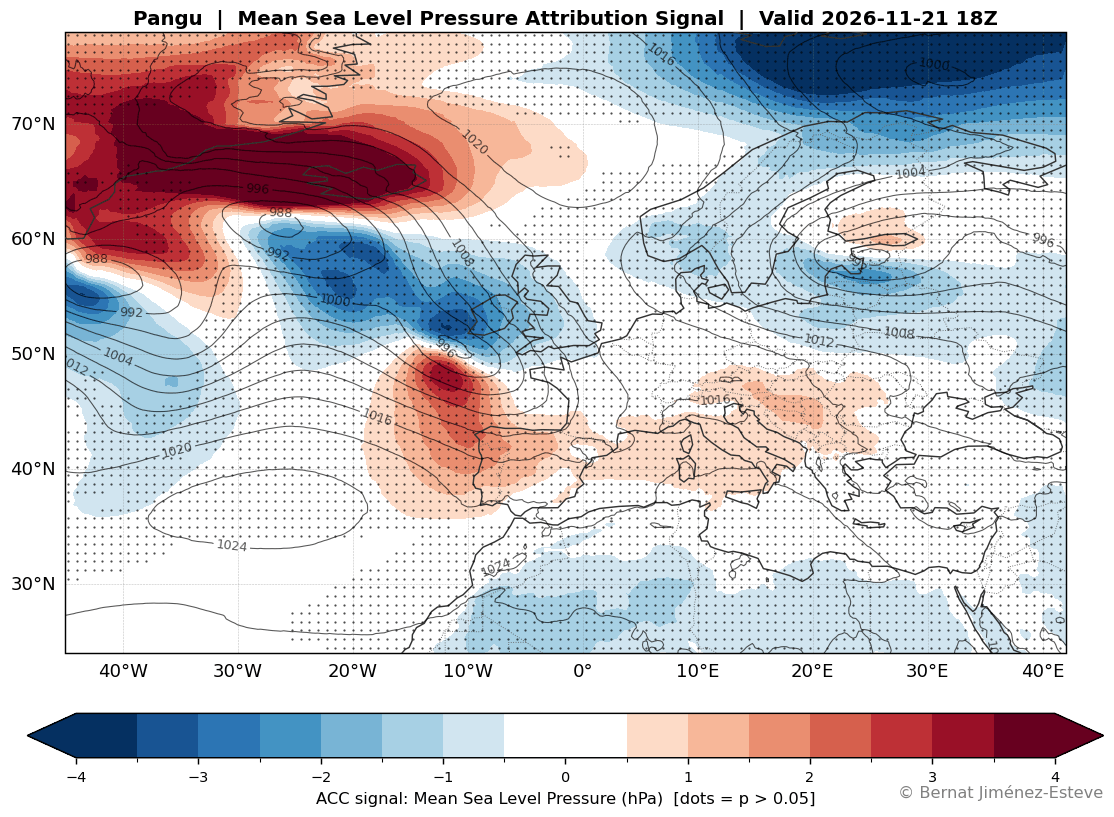 Pangu | Mean Sea Level Pressure Attribution Signal | Valid 2026-11-21 18Z
1016
1000
70°N
1020
1004
996
988
60°N
1008
996
988
992
992
1000
992
1008
50°N
1004
996
1012
1012
1016
1016
1020
40°N
1024
1024
30°N
40°W 30°W 20°W 10°W 0° 10°E 20°E 30°E 40°E
−4 −3 −2 −1 0 1 2 3 4
ACC signal: Mean Sea Level Pressure (hPa) [dots = p > 0.05]
© Bernat Jiménez-Esteve